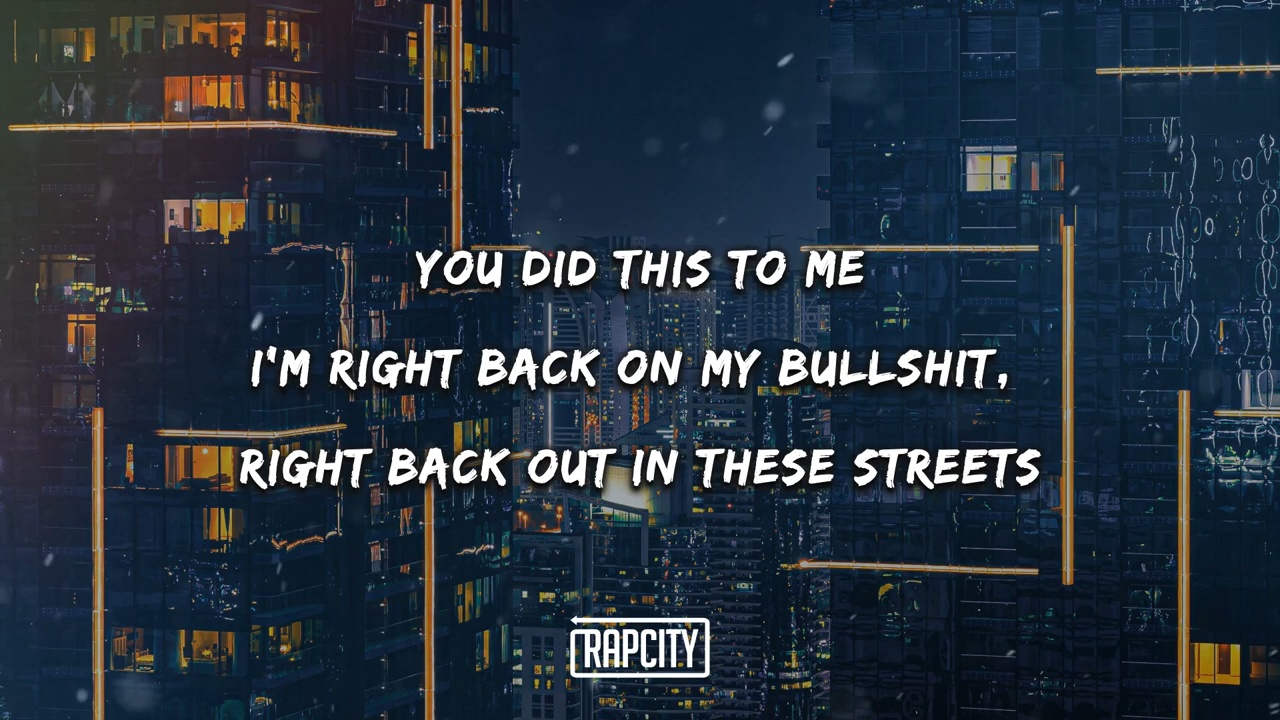 YOU DID THIS TO ME
I'M RIGHT BACK ON MY BULLSHIT,
RIGHT BACK OUT IN THESE STREETS
RAPCITY